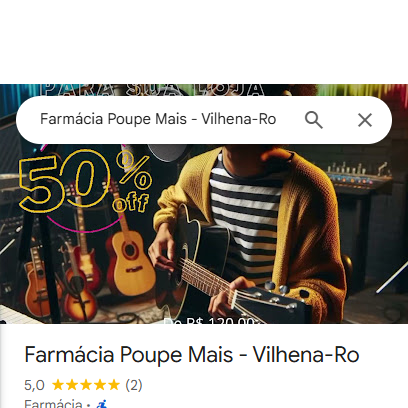 PARA SUA LOJA
Farmácia Poupe Mais - Vilhena-Ro
50%
off
De R$ 120,00
Farmácia Poupe Mais - Vilhena-Ro
5,0 ★★★★★ (2)
Farmácia ·